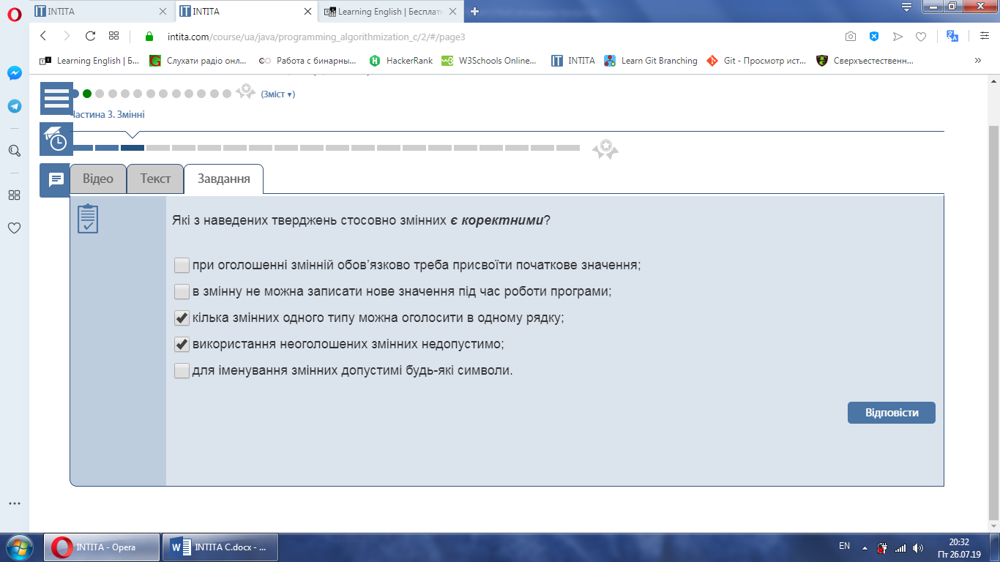 INTITA
INTITA
Learning English | Бесплатн
intita.com/course/ua/java/programming_algorithmization_c/2/#/page3
Learning English | Б...
Слухати радіо онл...
Работа с бинарны...
HackerRank
W3Schools Online...
INTITA
Learn Git Branching
Git - Просмотр ист...
Сверхъестественн...
(Зміст ▾)
Частина 3. Змінні
Відео
Текст
Завдання
Які з наведених тверджень стосовно змінних є коректними?
при оголошенні змінній обов’язково треба присвоїти початкове значення;
в змінну не можна записати нове значення під час роботи програми;
кілька змінних одного типу можна оголосити в одному рядку;
використання неоголошених змінних недопустимо;
для іменування змінних допустимі будь-які символи.
Відповісти
INTITA - Opera
INTITA C.docx - ...
EN
20:32
Пт 26.07.19